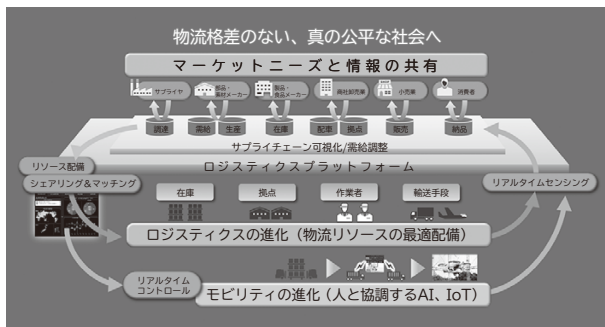 物流格差のない、真の公平な社会へ
マーケットニーズと情報の共有
サプライヤ
部品・
素材メーカー
製品・
食品メーカー
商社卸売業
小売業
消費者
調達
需給
生産
在庫
配車
拠点
販売
納品
サプライチェーン可視化/需給調整
ロジスティクスプラットフォーム
リソース配備
シェアリング&マッチング
リアルタイムセンシング
在庫
拠点
作業者
輸送手段
ロジスティクスの進化(物流リソースの最適配備)
リアルタイム
コントロール
モビリティの進化(人と協調するAI、IoT)